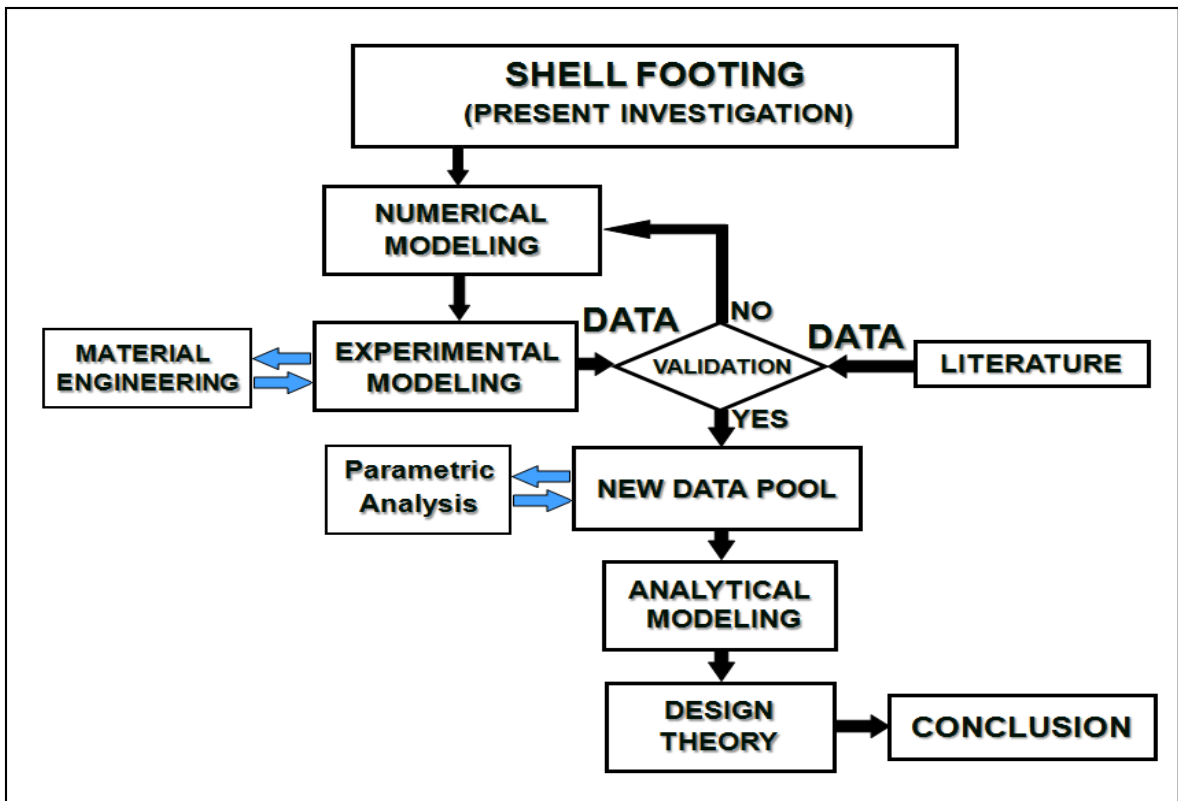 SHELL FOOTING
(PRESENT INVESTIGATION)
NUMERICAL
MODELING
DATA
NO
DATA
MATERIAL
ENGINEERING
EXPERIMENTAL
MODELING
VALIDATION
LITERATURE
YES
Parametric
Analysis
NEW DATA POOL
ANALYTICAL
MODELING
DESIGN
THEORY
CONCLUSION